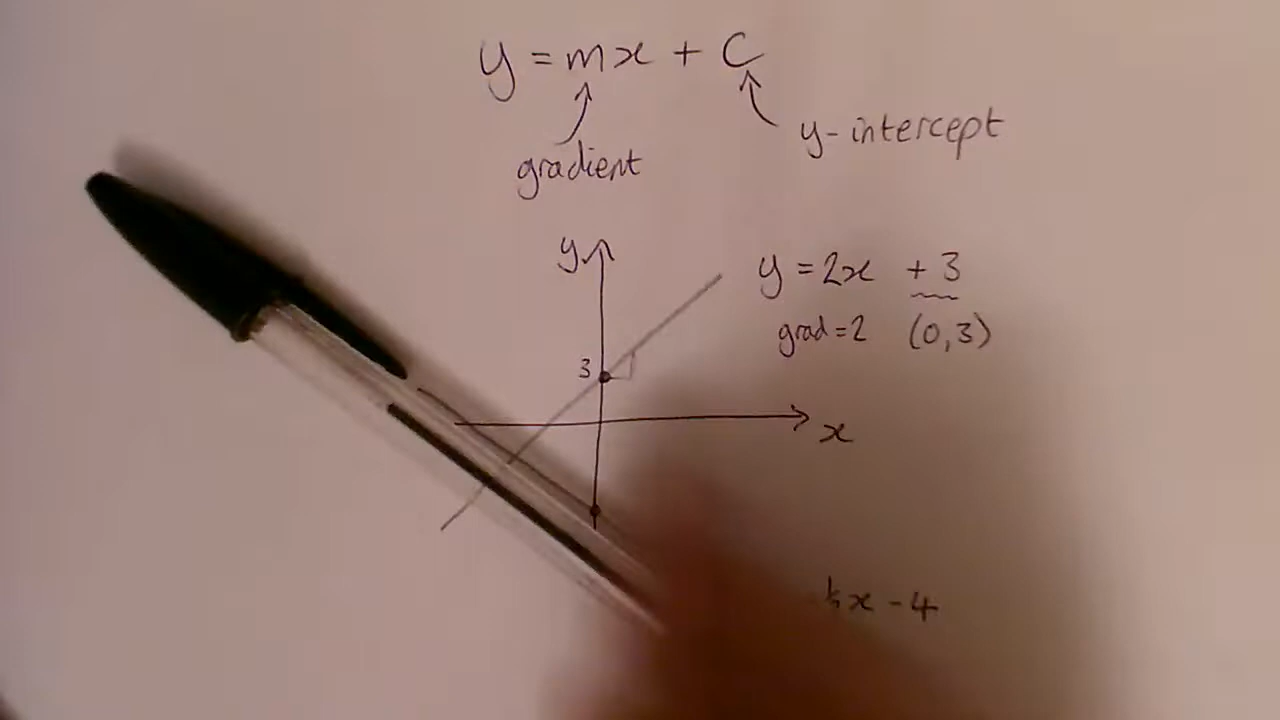 y = mx + c
gradient
y-intercept
y
y = 2x + 3
grad = 2 (0,3)
3
x
x - 4